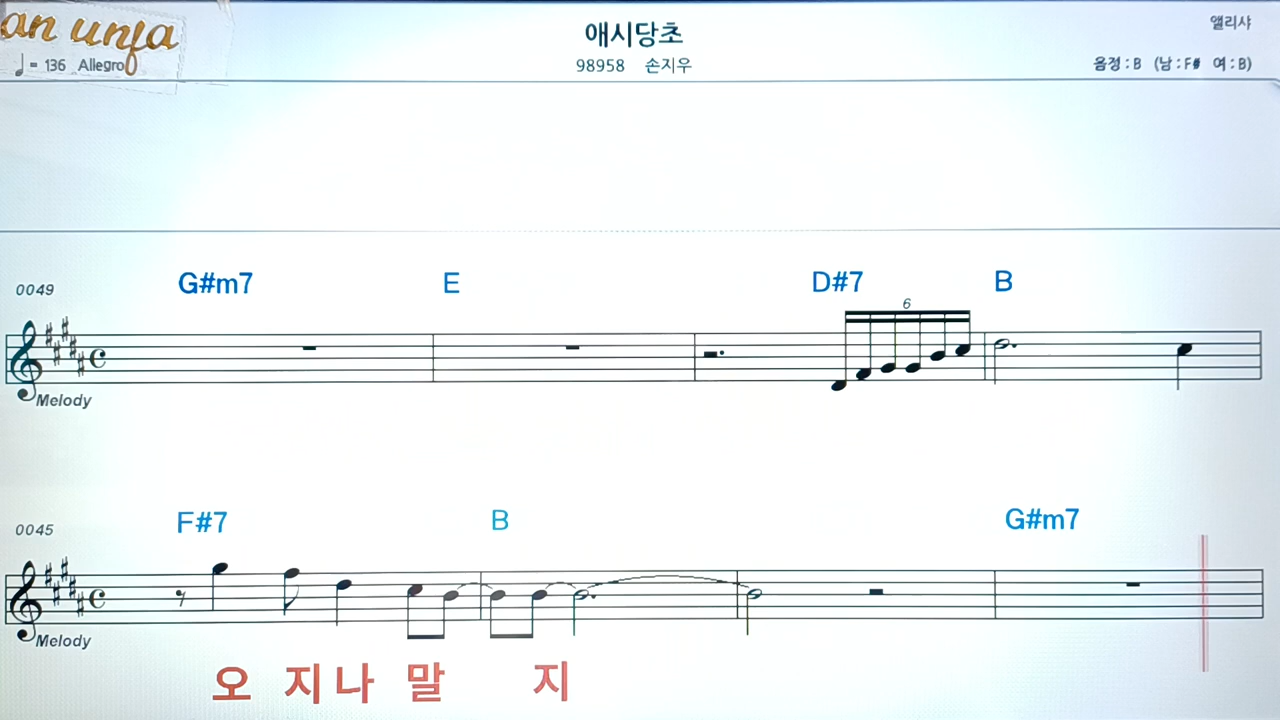 an unfa
애시당초
앨리샤
♩= 136 Allegro
98958 손지우
음정 : B (남 : F# 여 : B)
0049
G#m7 E D#7 B
6
Melody
0045
F#7 B G#m7
Melody
오 지나 말 지